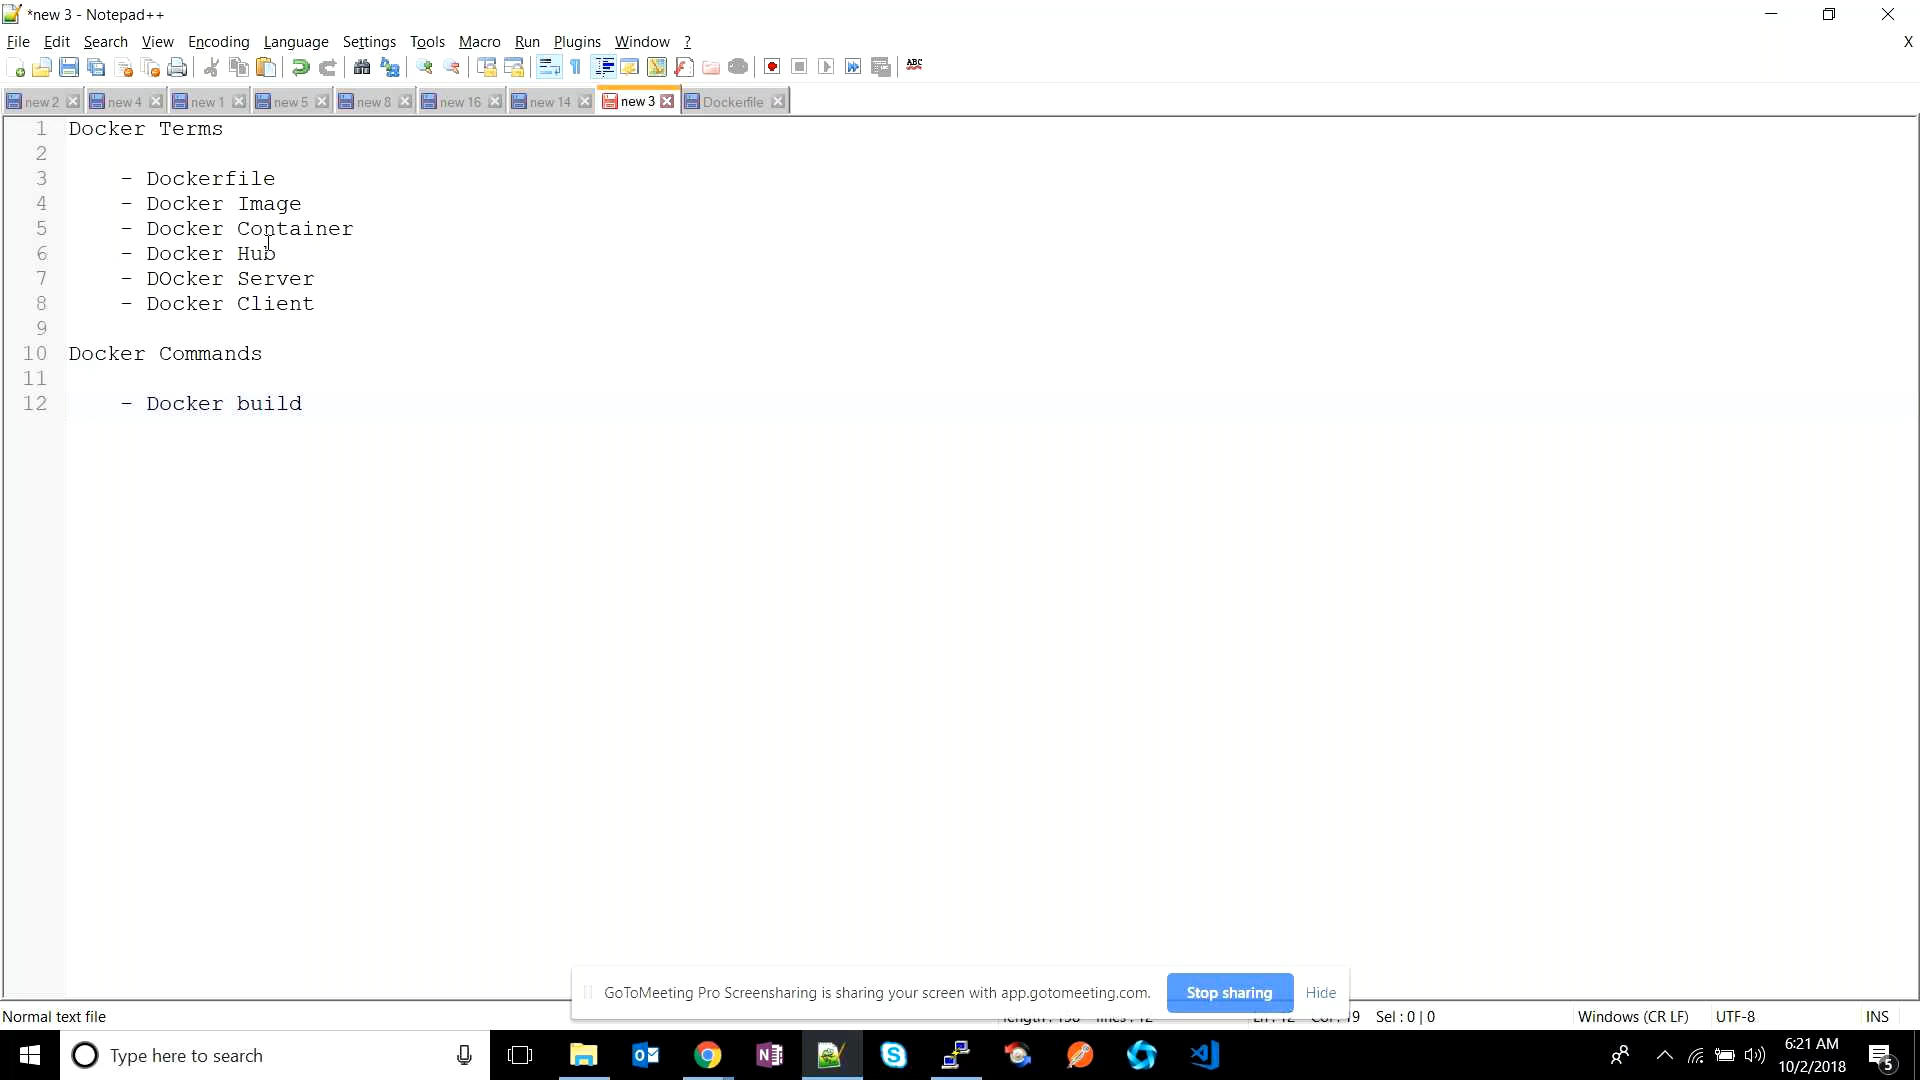 *new 3 - Notepad++
File Edit Search View Encoding Language Settings Tools Macro Run Plugins Window ? X
ABC
new 2 new 4 new 1 new 5 new 8 new 16 new 14 new 3 Dockerfile
1 Docker Terms
2
3 - Dockerfile
4 - Docker Image
5 - Docker Container
6 - Docker Hub
7 - DOcker Server
8 - Docker Client
9
10 Docker Commands
11
12 - Docker build
GoToMeeting Pro Screensharing is sharing your screen with app.gotomeeting.com. Stop sharing Hide
Normal text file Sel : 0 | 0 Windows (CR LF) UTF-8 INS
Type here to search
6:21 AM
10/2/2018
5